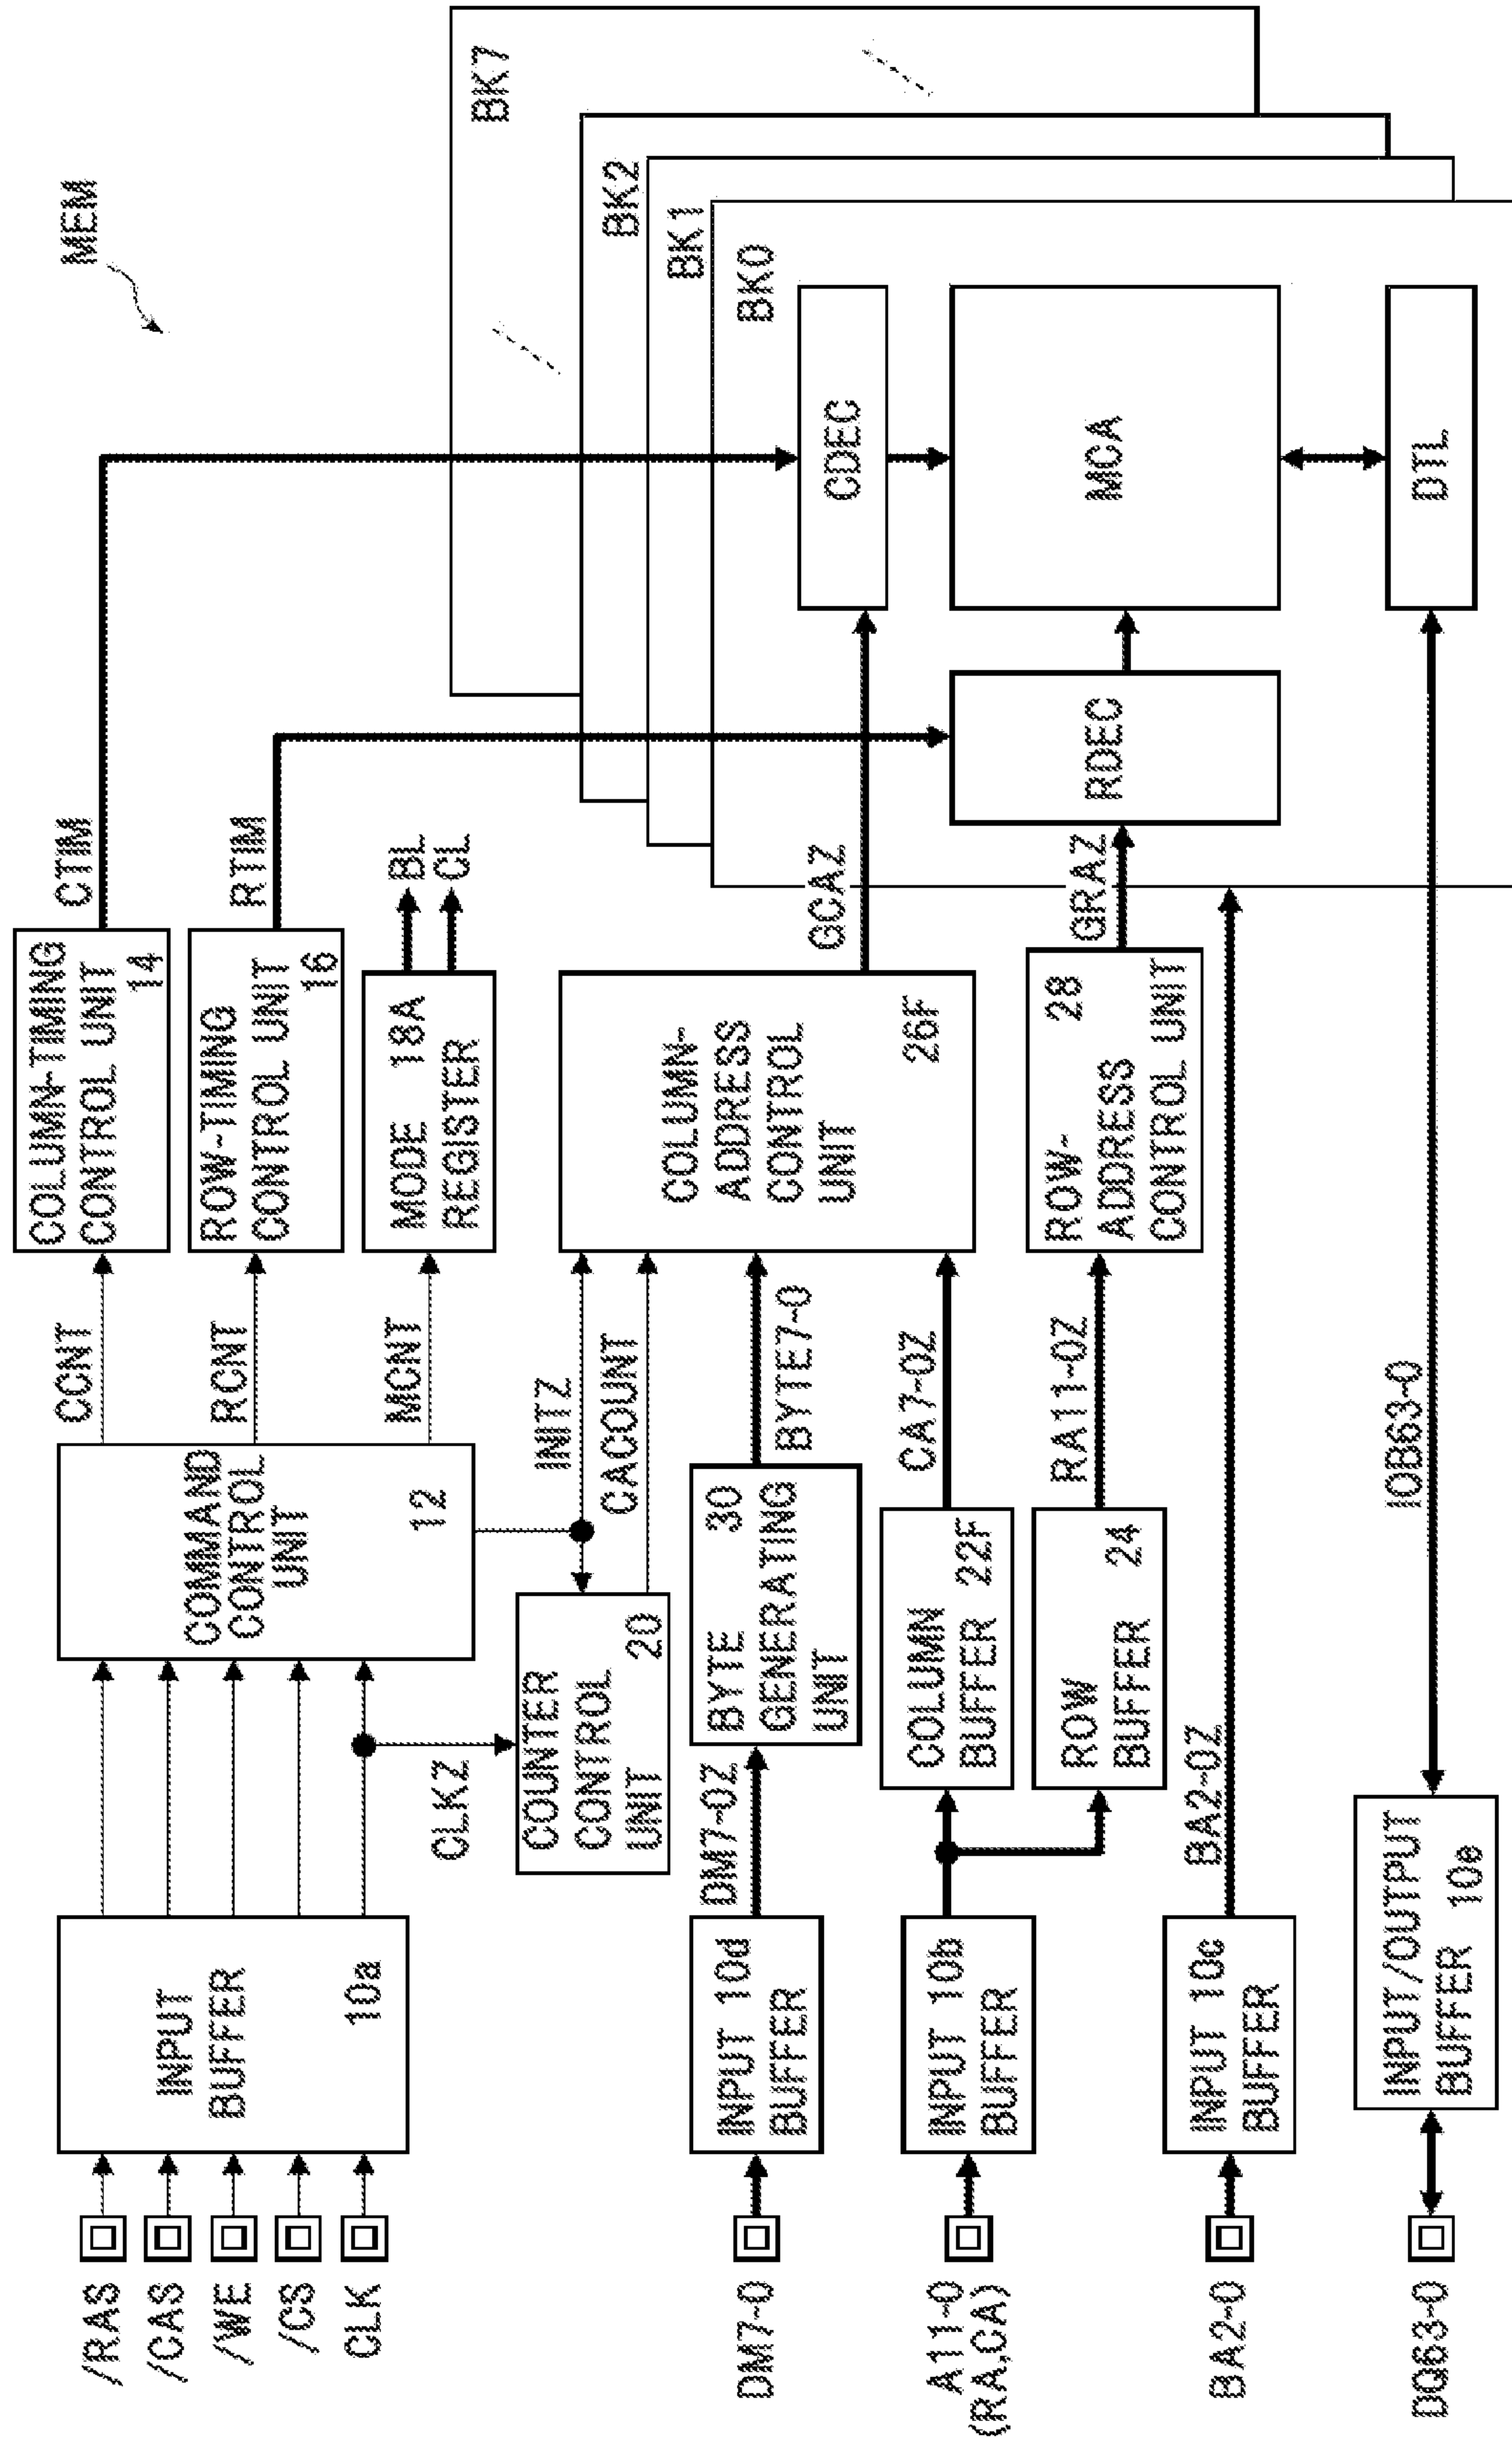 MEM
/RAS
/CAS
/WE
/CS
CLK
INPUT
BUFFER
10a
COMMAND
CONTROL
UNIT
12
CCNT
RCNT
MCNT
COLUMN-TIMING
CONTROL UNIT
14
CTIM
ROW-TIMING
CONTROL UNIT
16
RTIM
MODE 18A
REGISTER
BL
CL
CLKZ
COUNTER
CONTROL
UNIT 20
INITZ
CACOUNT
DM7-0
INPUT 10d
BUFFER
DM7-0Z
BYTE 30
GENERATING
UNIT
BYTE7-0
COLUMN-
ADDRESS
CONTROL
UNIT
26F
GCAZ
A11-0
(RA,CA)
INPUT 10b
BUFFER
COLUMN
BUFFER 22F
CA7-0Z
ROW
BUFFER 24
RA11-0Z
ROW- 28
ADDRESS
CONTROL UNIT
GRAZ
BA2-0
INPUT 10c
BUFFER
BA2-0Z
DQ63-0
INPUT/OUTPUT
BUFFER 10e
IOB63-0
BK7
BK2
BK1
BK0
CDEC
RDEC
MCA
DTL